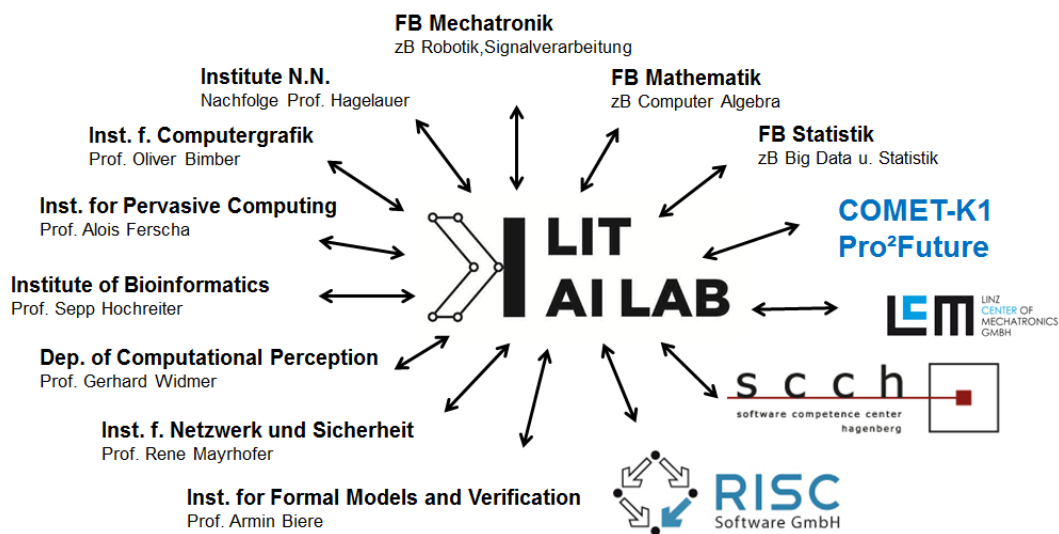 FB Mechatronik
zB Robotik,Signalverarbeitung
Institute N.N.
Nachfolge Prof. Hagelauer
FB Mathematik
zB Computer Algebra
Inst. f. Computergrafik
Prof. Oliver Bimber
FB Statistik
zB Big Data u. Statistik
Inst. for Pervasive Computing
Prof. Alois Ferscha
COMET-K1
Pro²Future
LIT
AI LAB
Institute of Bioinformatics
Prof. Sepp Hochreiter
LCM
LINZ
CENTER OF
MECHATRONICS
GMBH
Dep. of Computational Perception
Prof. Gerhard Widmer
scch
software competence center
hagenberg
Inst. f. Netzwerk und Sicherheit
Prof. Rene Mayrhofer
Inst. for Formal Models and Verification
Prof. Armin Biere
RISC
Software GmbH